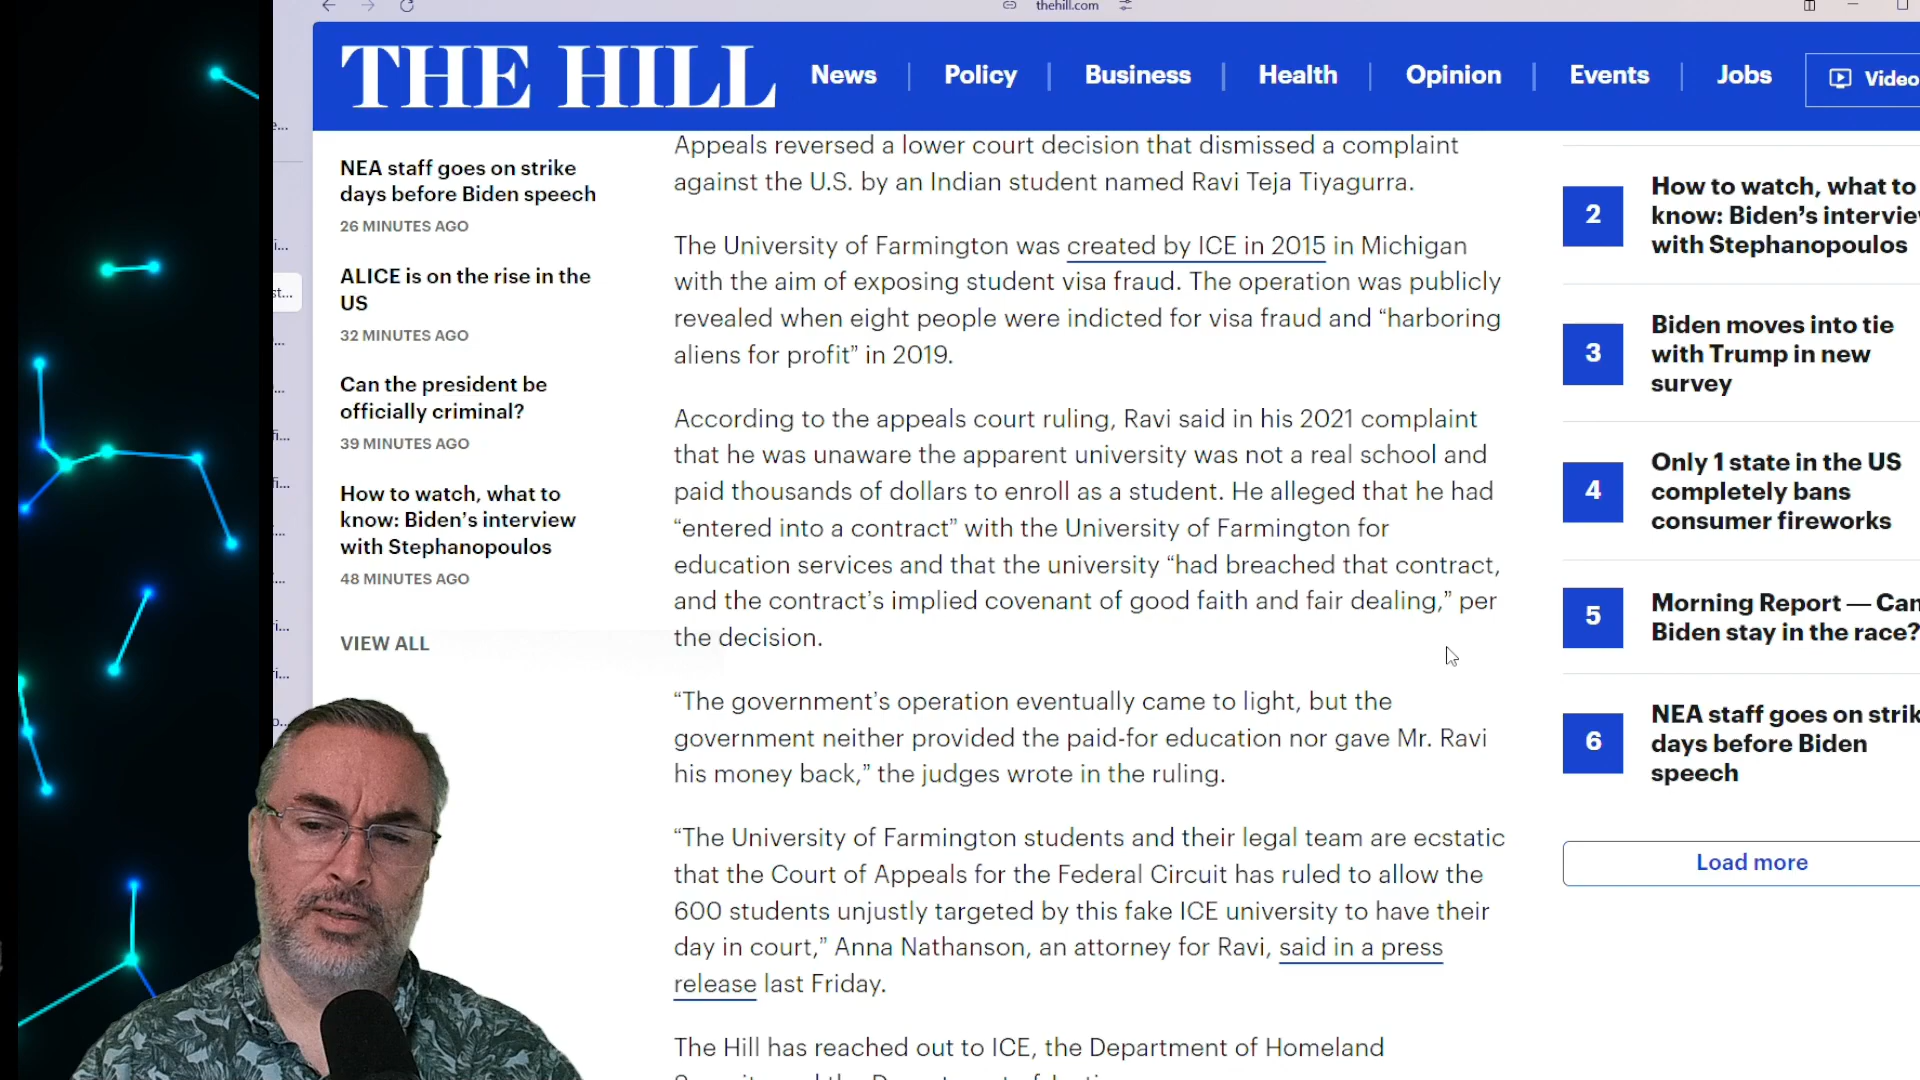 thehill.com
THE HILL
News
Policy
Business
Health
Opinion
Events
Jobs
Video
NEA staff goes on strike
days before Biden speech
26 MINUTES AGO
ALICE is on the rise in the
US
32 MINUTES AGO
Can the president be
officially criminal?
39 MINUTES AGO
How to watch, what to
know: Biden's interview
with Stephanopoulos
48 MINUTES AGO
VIEW ALL
Appeals reversed a lower court decision that dismissed a complaint
against the U.S. by an Indian student named Ravi Teja Tiyagurra.
The University of Farmington was created by ICE in 2015 in Michigan
with the aim of exposing student visa fraud. The operation was publicly
revealed when eight people were indicted for visa fraud and “harboring
aliens for profit” in 2019.
According to the appeals court ruling, Ravi said in his 2021 complaint
that he was unaware the apparent university was not a real school and
paid thousands of dollars to enroll as a student. He alleged that he had
“entered into a contract” with the University of Farmington for
education services and that the university “had breached that contract,
and the contract’s implied covenant of good faith and fair dealing,” per
the decision.
“The government’s operation eventually came to light, but the
government neither provided the paid-for education nor gave Mr. Ravi
his money back,” the judges wrote in the ruling.
“The University of Farmington students and their legal team are ecstatic
that the Court of Appeals for the Federal Circuit has ruled to allow the
600 students unjustly targeted by this fake ICE university to have their
day in court,” Anna Nathanson, an attorney for Ravi, said in a press
release last Friday.
The Hill has reached out to ICE, the Department of Homeland
2
How to watch, what to
know: Biden’s interview
with Stephanopoulos
3
Biden moves into tie
with Trump in new
survey
4
Only 1 state in the US
completely bans
consumer fireworks
5
Morning Report — Can
Biden stay in the race?
6
NEA staff goes on strik
days before Biden
speech
Load more